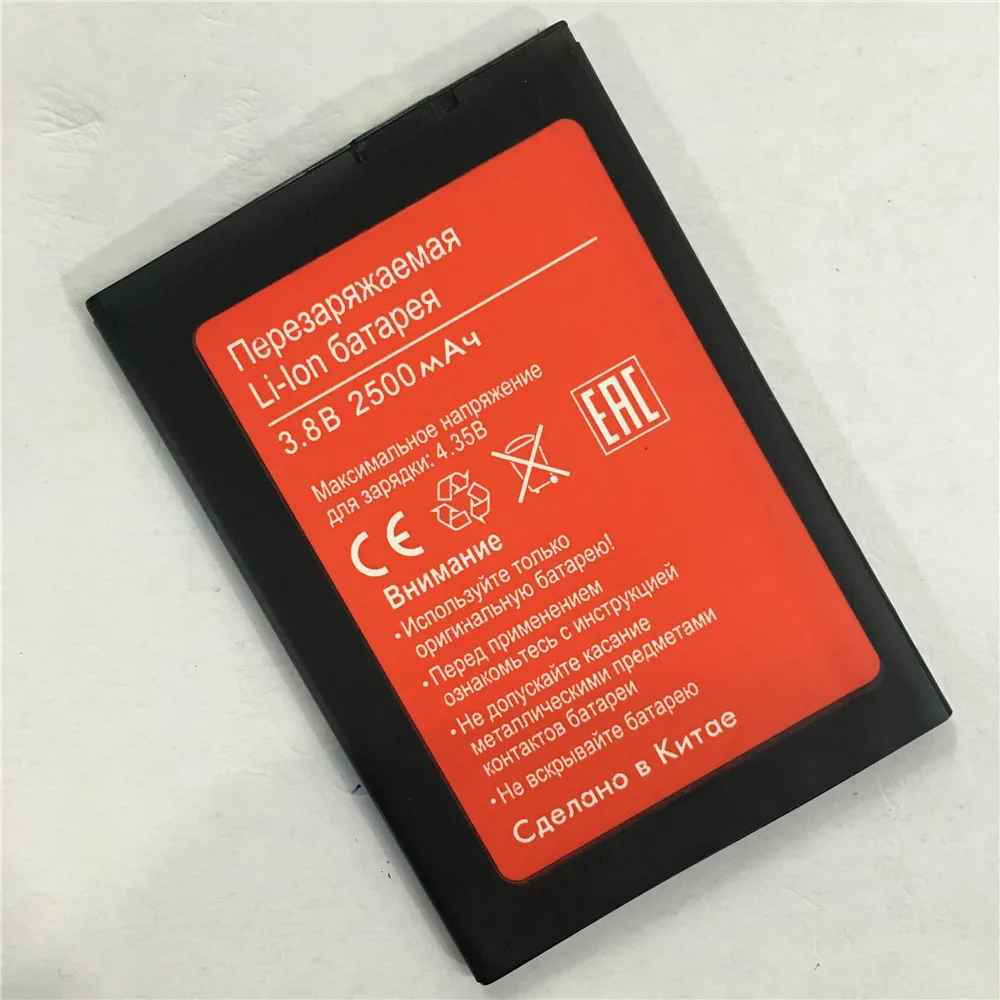 Перезаряжаемая
Li-Ion батарея
3.8В 2500мАч
Максимальное напряжение
для зарядки: 4.35В
EAC
CE
Внимание
•Используйте только
оригинальную батарею!
•Перед применением
ознакомьтесь с инструкцией
•Не допускайте касание
металлическими предметами
контактов батареи
•Не вскрывайте батарею
Сделано в Китае